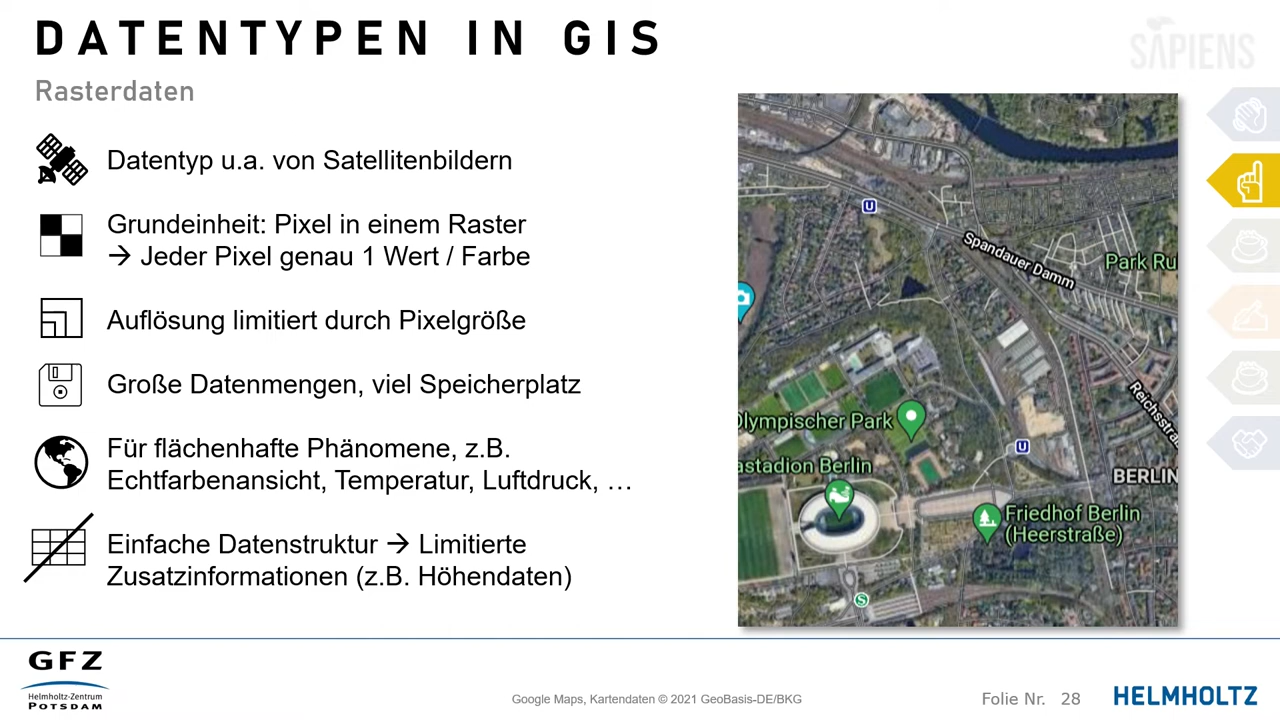 DATENTYPEN IN GIS
SAPIENS
Rasterdaten
Datentyp u.a. von Satellitenbildern
Grundeinheit: Pixel in einem Raster
→ Jeder Pixel genau 1 Wert / Farbe
Auflösung limitiert durch Pixelgröße
Große Datenmengen, viel Speicherplatz
Für flächenhafte Phänomene, z.B.
Echtfarbenansicht, Temperatur, Luftdruck, …
Einfache Datenstruktur → Limitierte
Zusatzinformationen (z.B. Höhendaten)
U
Spandauer Damm
Park Ru
Reichsstra
Olympischer Park
U
astadion Berlin
BERLIN
Friedhof Berlin
(Heerstraße)
S
GFZ
Helmholtz-Zentrum
POTSDAM
Google Maps, Kartendaten © 2021 GeoBasis-DE/BKG
Folie Nr. 28
HELMHOLTZ